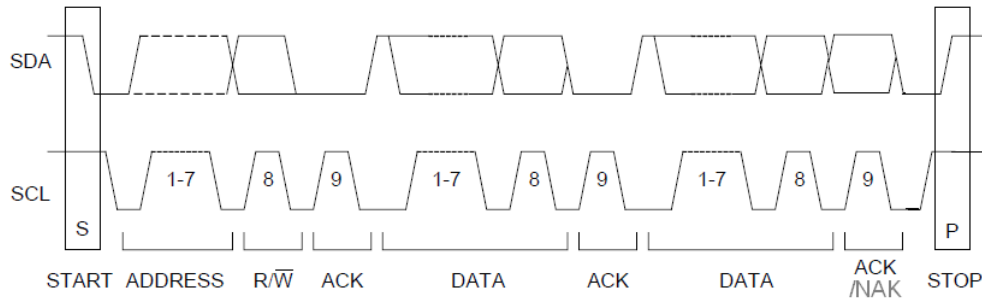 SDA
SCL
1-7 8 9 1-7 8 9 1-7 8 9
S P
START ADDRESS R/W̅ ACK DATA ACK DATA ACK /NAK STOP